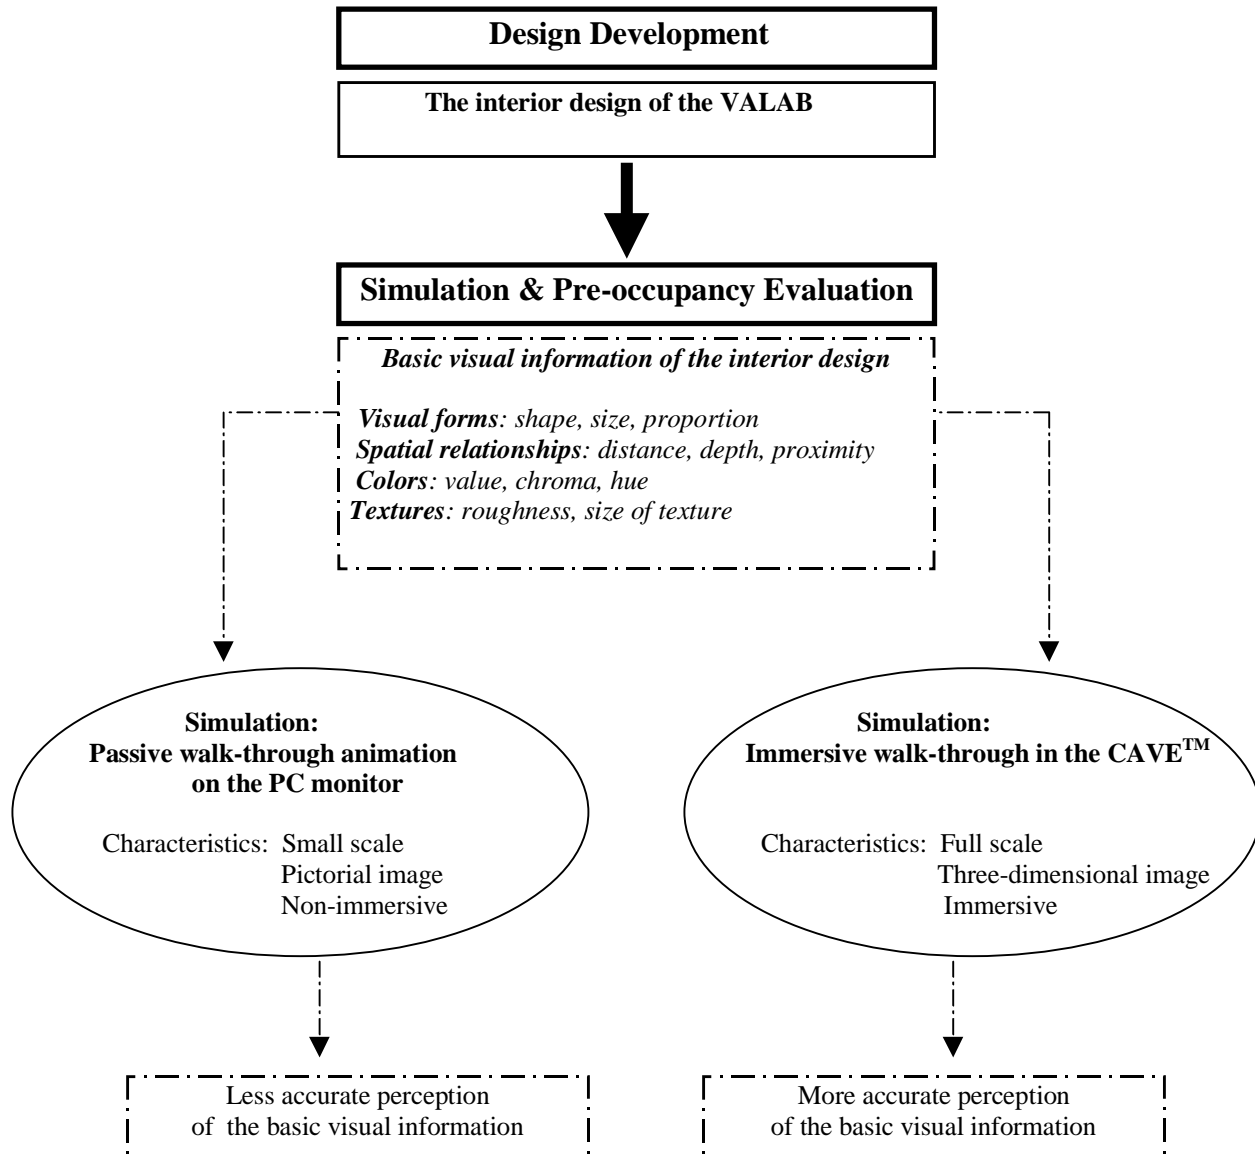 Design Development
The interior design of the VALAB
Simulation & Pre-occupancy Evaluation
Basic visual information of the interior design
Visual forms: shape, size, proportion
Spatial relationships: distance, depth, proximity
Colors: value, chroma, hue
Textures: roughness, size of texture
Simulation:
Passive walk-through animation
on the PC monitor
Characteristics: Small scale
Pictorial image
Non-immersive
Simulation:
Immersive walk-through in the CAVE™
Characteristics: Full scale
Three-dimensional image
Immersive
Less accurate perception
of the basic visual information
More accurate perception
of the basic visual information